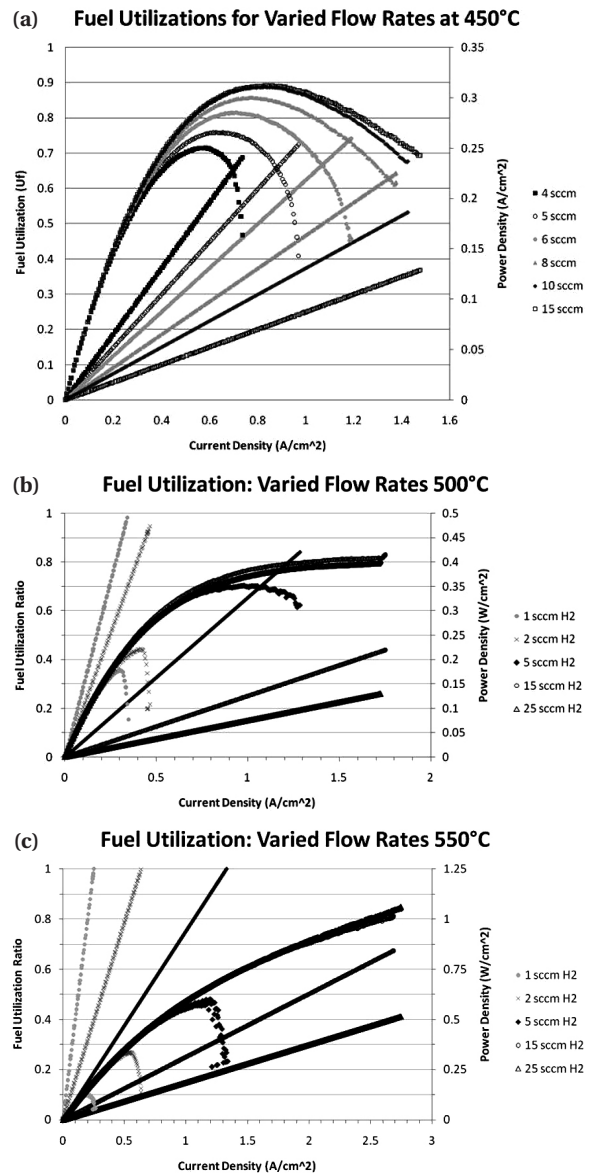 (a)
Fuel Utilizations for Varied Flow Rates at 450°C
1
0.9
0.8
0.7
0.6
0.5
0.4
0.3
0.2
0.1
0
Fuel Utilization (Uf)
0.35
0.3
0.25
0.2
0.15
0.1
0.05
0
Power Density (A/cm^2)
0 0.2 0.4 0.6 0.8 1 1.2 1.4 1.6
Current Density (A/cm^2)
4 sccm
5 sccm
6 sccm
8 sccm
10 sccm
15 sccm
(b)
Fuel Utilization: Varied Flow Rates 500°C
1
0.8
0.6
0.4
0.2
0
Fuel Utilization Ratio
0.5
0.45
0.4
0.35
0.3
0.25
0.2
0.15
0.1
0.05
0
Power Density (W/cm^2)
0 0.5 1 1.5 2
Current Density (A/cm^2)
1 sccm H2
2 sccm H2
5 sccm H2
15 sccm H2
25 sccm H2
(c)
Fuel Utilization: Varied Flow Rates 550°C
1
0.8
0.6
0.4
0.2
0
Fuel Utilization Ratio
1.25
1
0.75
0.5
0.25
0
Power Density (W/cm^2)
0 0.5 1 1.5 2 2.5 3
Current Density (A/cm^2)
1 sccm H2
2 sccm H2
5 sccm H2
15 sccm H2
25 sccm H2